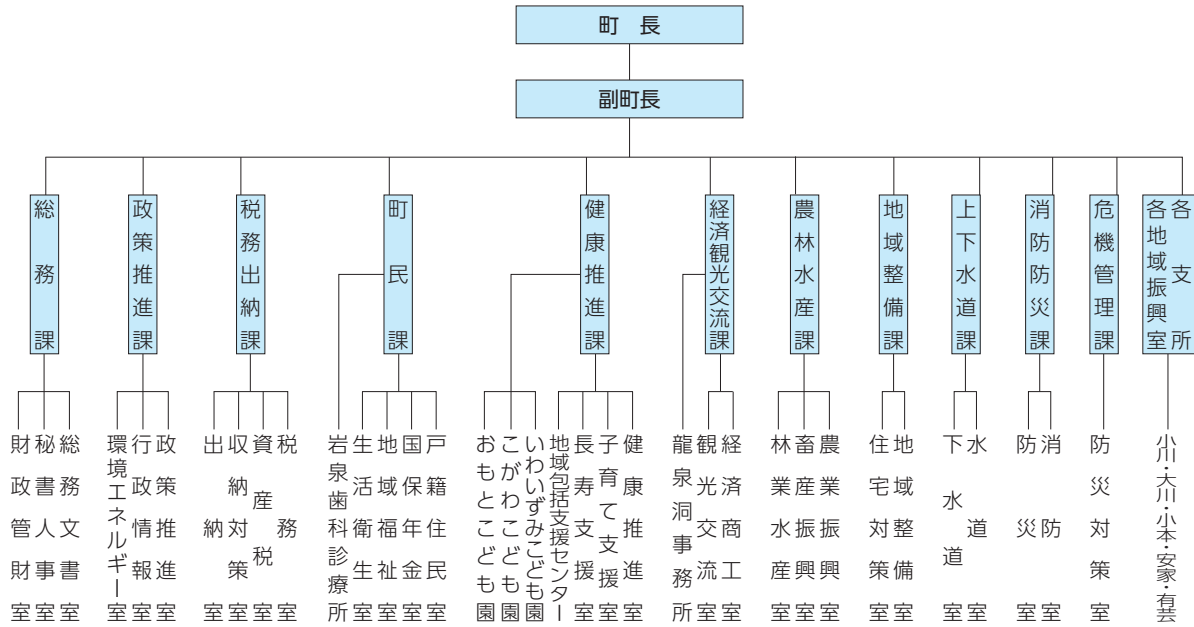 町長
副町長
総務課
政策推進課
税務出納課
町民課
健康推進課
経済観光交流課
農林水産課
地域整備課
上下水道課
消防防災課
危機管理課
各支所
各地域振興室
財政管財室
秘書人事室
総務文書室
環境エネルギー室
行政情報室
政策推進室
出納室
収納対策室
資産税室
税務室
岩泉歯科診療所
生活衛生室
地域福祉室
国保年金室
戸籍住民室
おもとこども園
こがわこども園
いわいずみこども園
地域包括支援センター
長寿支援室
子育て支援室
健康推進室
龍泉洞事務所
観光交流室
経済商工室
林業水産室
畜産振興室
農業振興室
住宅対策室
地域整備室
下水道室
水道室
防災室
消防室
防災対策室
小川・大川・小本・安家・有芸